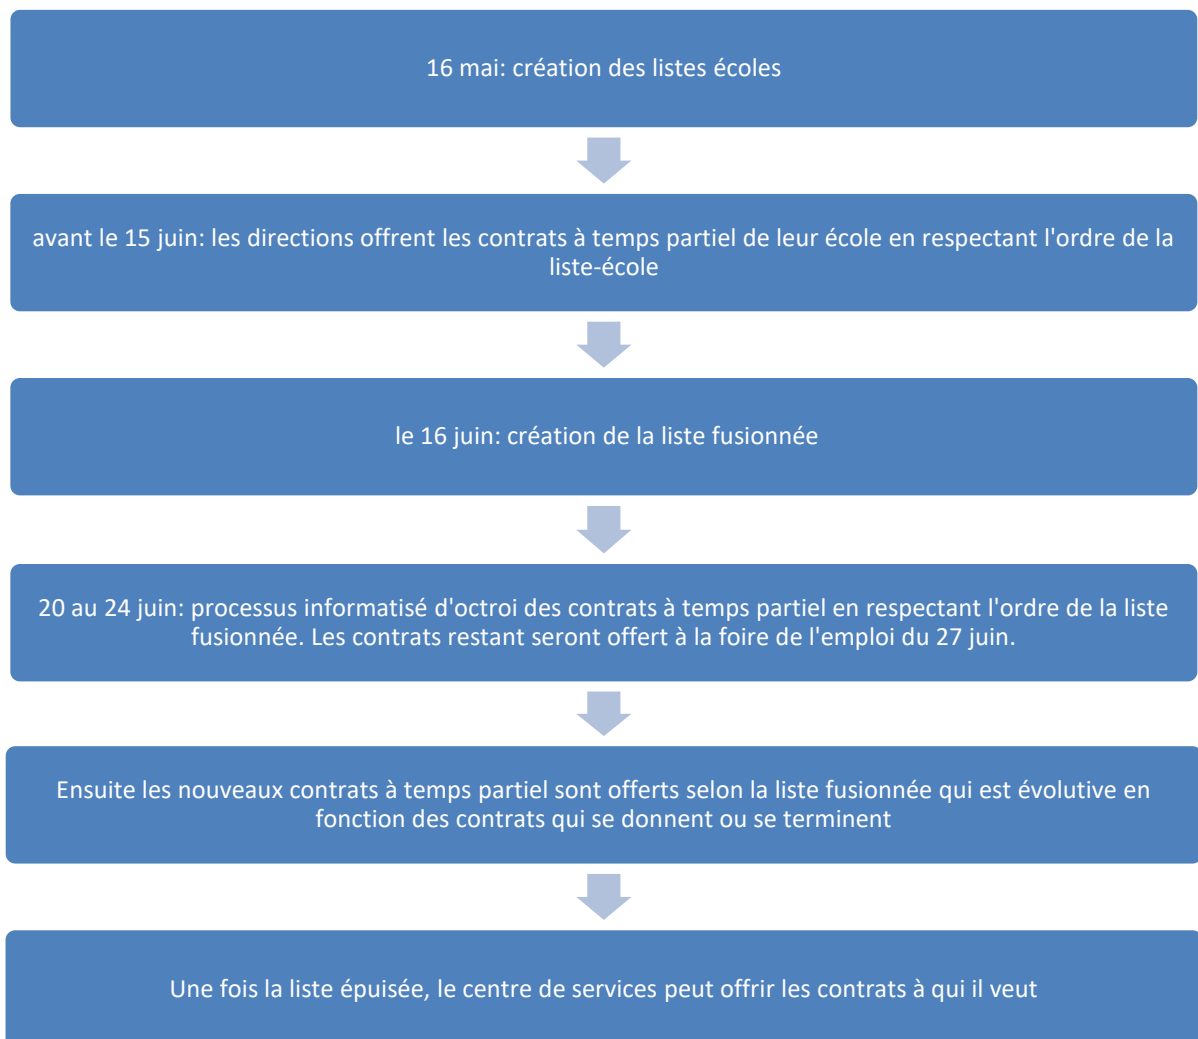 16 mai: création des listes écoles
avant le 15 juin: les directions offrent les contrats à temps partiel de leur école en respectant l'ordre de la
liste-école
le 16 juin: création de la liste fusionnée
20 au 24 juin: processus informatisé d'octroi des contrats à temps partiel en respectant l'ordre de la liste
fusionnée. Les contrats restant seront offert à la foire de l'emploi du 27 juin.
Ensuite les nouveaux contrats à temps partiel sont offerts selon la liste fusionnée qui est évolutive en
fonction des contrats qui se donnent ou se terminent
Une fois la liste épuisée, le centre de services peut offrir les contrats à qui il veut